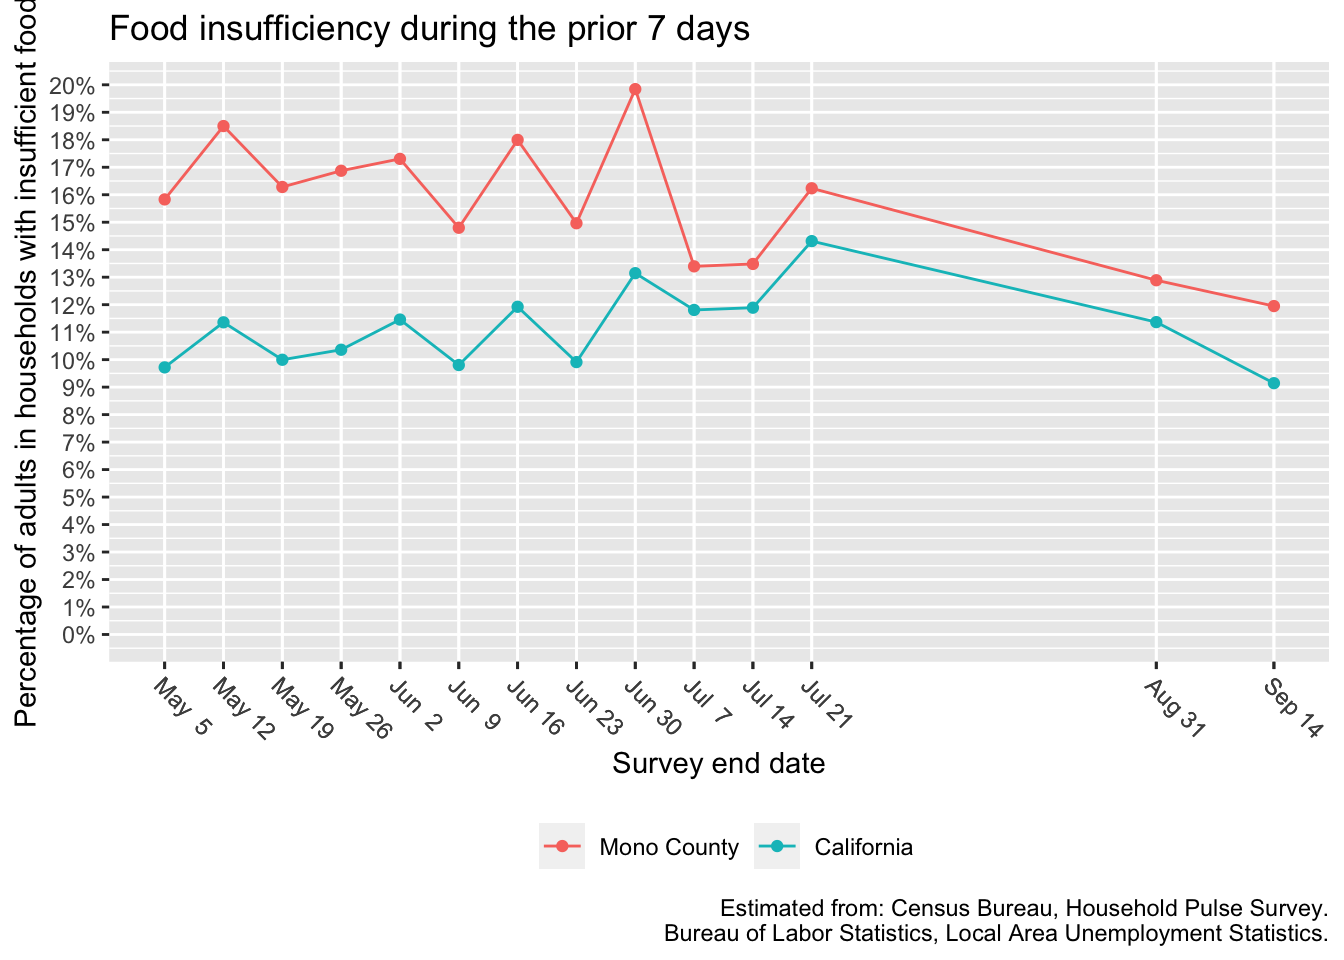 Food insufficiency during the prior 7 days
Percentage of adults in households with insufficient food
20%
19%
18%
17%
16%
15%
14%
13%
12%
11%
10%
9%
8%
7%
6%
5%
4%
3%
2%
1%
0%
May 5
May 12
May 19
May 26
Jun 2
Jun 9
Jun 16
Jun 23
Jun 30
Jul 7
Jul 14
Jul 21
Aug 31
Sep 14
Survey end date
Mono County
California
Estimated from: Census Bureau, Household Pulse Survey.
Bureau of Labor Statistics, Local Area Unemployment Statistics.